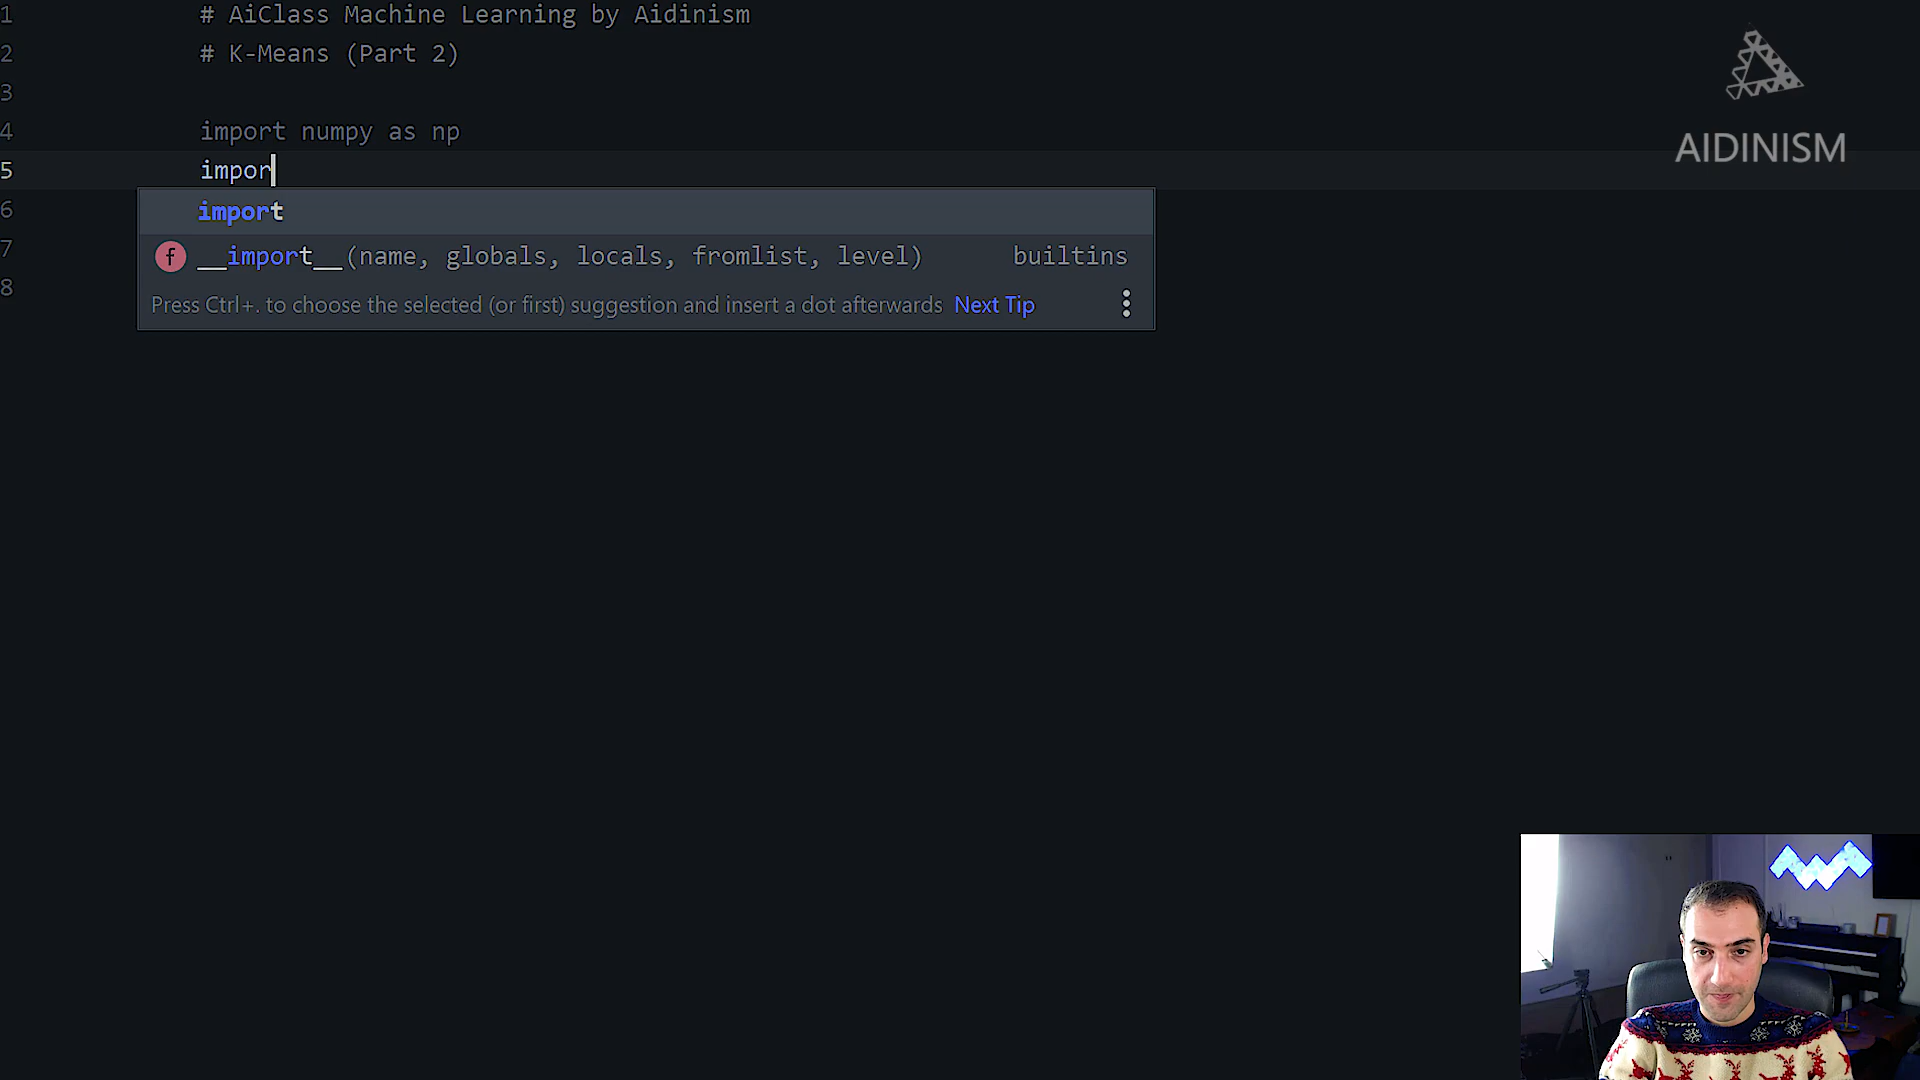 1 # AiClass Machine Learning by Aidinism
2 # K-Means (Part 2)
3
4 import numpy as np
5 impor
6 import
7 f __import__(name, globals, locals, fromlist, level) builtins
8 Press Ctrl+. to choose the selected (or first) suggestion and insert a dot afterwards Next Tip
AIDINISM